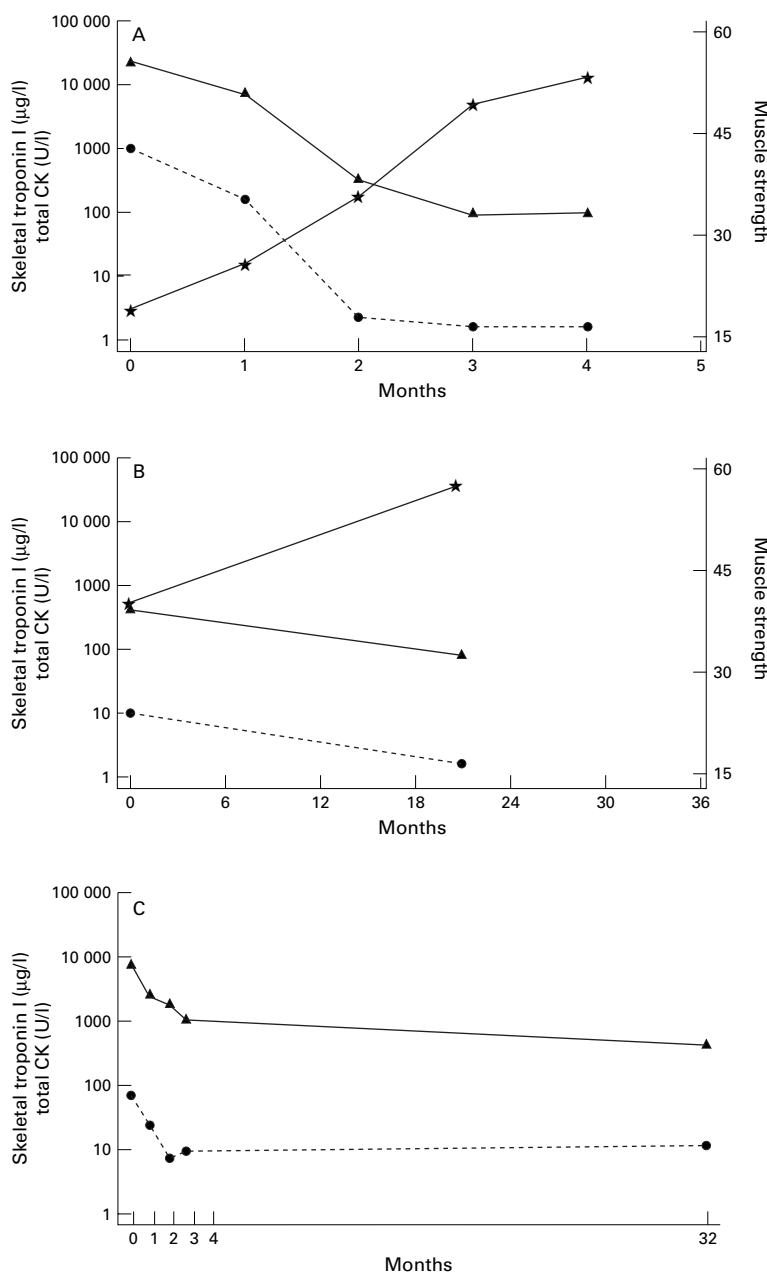 A
100 000
10 000
1000
100
10
1
Skeletal troponin I (μg/l)
total CK (U/l)
60
45
30
15
Muscle strength
0 1 2 3 4 5
Months
B
100 000
10 000
1000
100
10
1
Skeletal troponin I (μg/l)
total CK (U/l)
60
45
30
15
Muscle strength
0 6 12 18 24 30 36
Months
C
100 000
10 000
1000
100
10
1
Skeletal troponin I (μg/l)
total CK (U/l)
0 1 2 3 4 32
Months